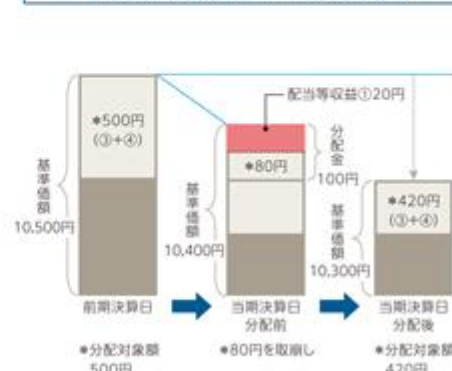 配当等収益①20円
*500円
(③+④)
分配金
*80円
100円
基準価額
10,500円
基準価額
10,400円
*420円
(③+④)
基準価額
10,300円
前期決算日
当期決算日
分配前
当期決算日
分配後
*分配対象額
500円
*80円を取崩し
*分配対象額
420円